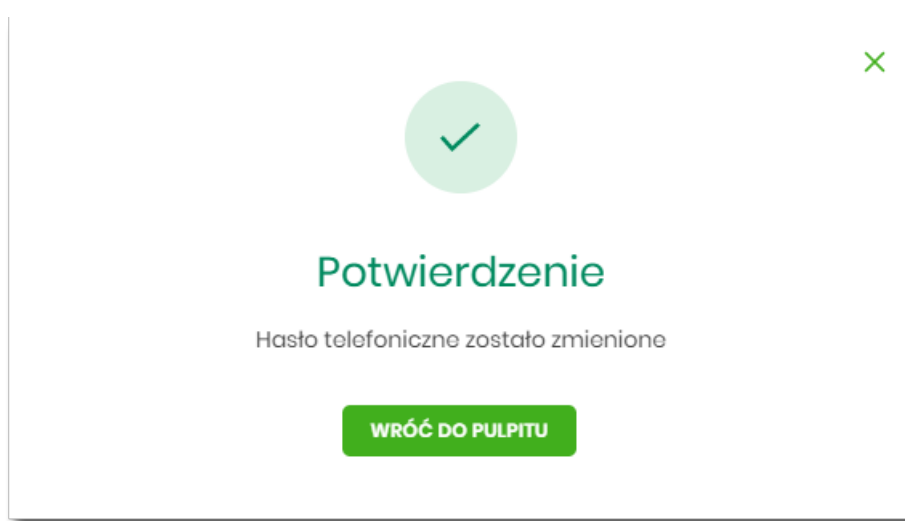 Potwierdzenie
Hasło telefoniczne zostało zmienione
WRÓĆ DO PULPITU